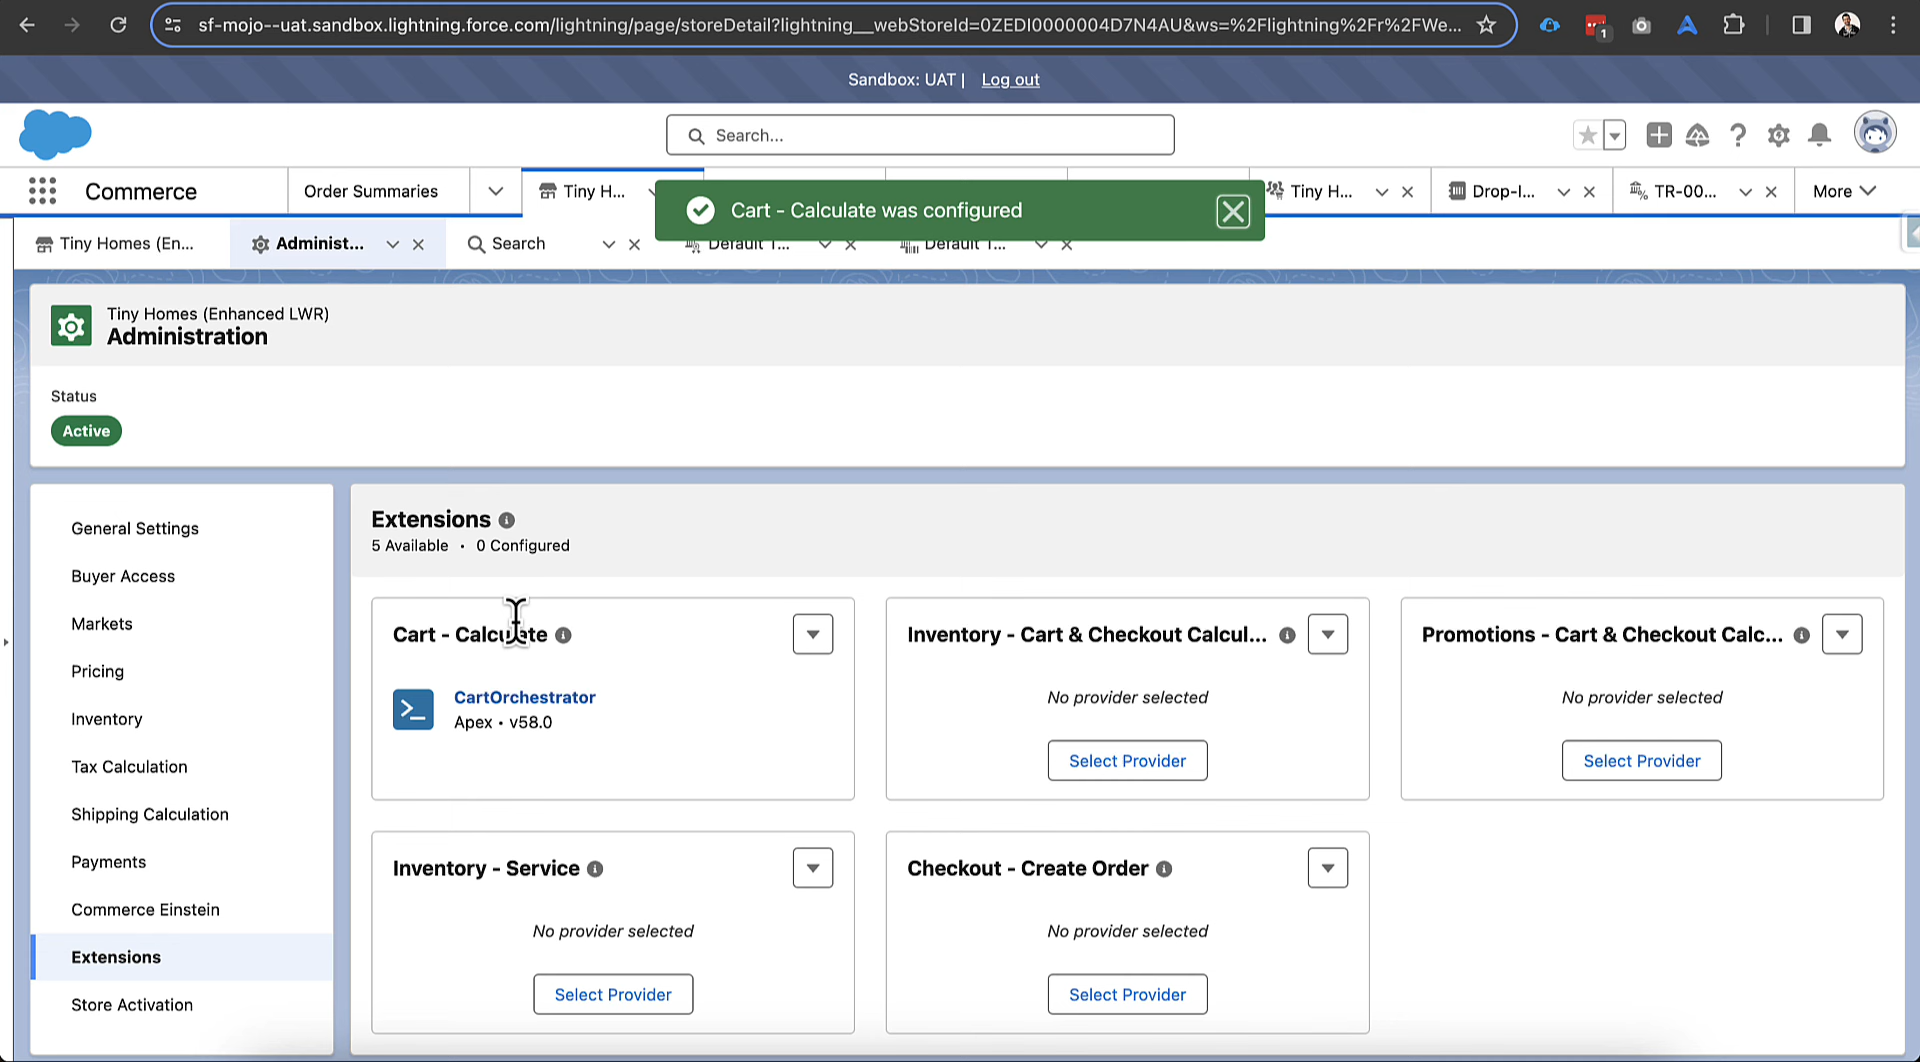 sf-mojo--uat.sandbox.lightning.force.com/lightning/page/storeDetail?lightning__webStoreId=0ZEDI0000004D7N4AU&ws=%2Flightning%2Fr%2FWe...
1
Sandbox: UAT | Log out
Search...
Commerce
Order Summaries
Tiny H...
Tiny H...
Drop-I...
TR-00...
More
Cart - Calculate was configured
Tiny Homes (En...
Administ...
Search
Default T...
Default T...
Tiny Homes (Enhanced LWR)
Administration
Status
Active
General Settings
Buyer Access
Markets
Pricing
Inventory
Tax Calculation
Shipping Calculation
Payments
Commerce Einstein
Extensions
Store Activation
Extensions
5 Available • 0 Configured
Cart - Calculate
CartOrchestrator
Apex • v58.0
Inventory - Cart & Checkout Calcul...
No provider selected
Select Provider
Promotions - Cart & Checkout Calc...
No provider selected
Select Provider
Inventory - Service
No provider selected
Select Provider
Checkout - Create Order
No provider selected
Select Provider